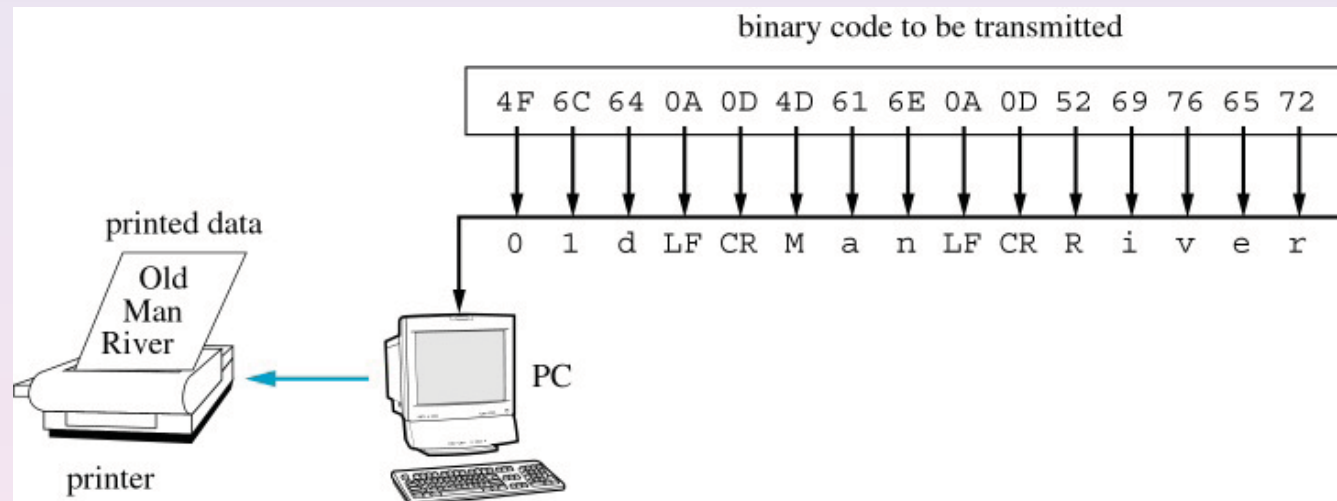 binary code to be transmitted
4F 6C 64 0A 0D 4D 61 6E 0A 0D 52 69 76 65 72
0 1 d LF CR M a n LF CR R i v e r
printed data
Old
Man
River
PC
printer